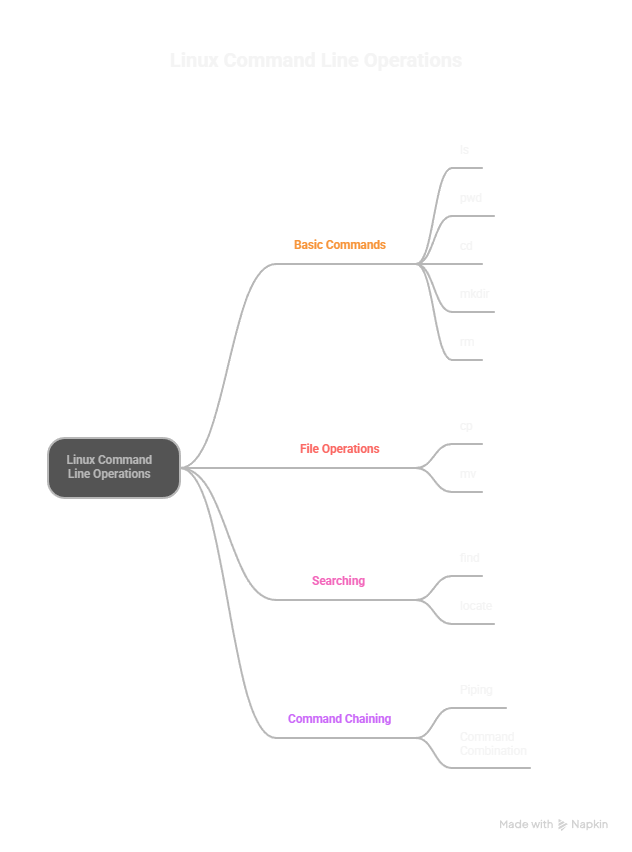 Linux Command Line Operations
ls
pwd
Basic Commands
cd
mkdir
rm
cp
File Operations
Linux Command
Line Operations
mv
find
Searching
locate
Piping
Command Chaining
Command
Combination
Made with Napkin